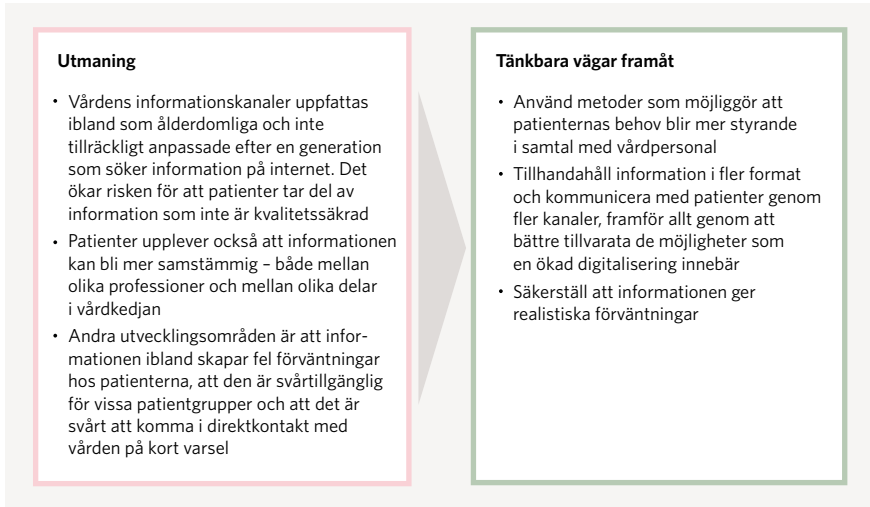 Utmaning
• Vårdens informationskanaler uppfattas
ibland som ålderdomliga och inte
tillräckligt anpassade efter en generation
som söker information på internet. Det
ökar risken för att patienter tar del av
information som inte är kvalitetssäkrad
• Patienter upplever också att informationen
kan bli mer samstämmig – både mellan
olika professioner och mellan olika delar
i vårdkedjan
• Andra utvecklingsområden är att infor-
mationen ibland skapar fel förväntningar
hos patienterna, att den är svårtillgänglig
för vissa patientgrupper och att det är
svårt att komma i direktkontakt med
vården på kort varsel
Tänkbara vägar framåt
• Använd metoder som möjliggör att
patienternas behov blir mer styrande
i samtal med vårdpersonal
• Tillhandahåll information i fler format
och kommunicera med patienter genom
fler kanaler, framför allt genom att
bättre tillvarata de möjligheter som
en ökad digitalisering innebär
• Säkerställ att informationen ger
realistiska förväntningar